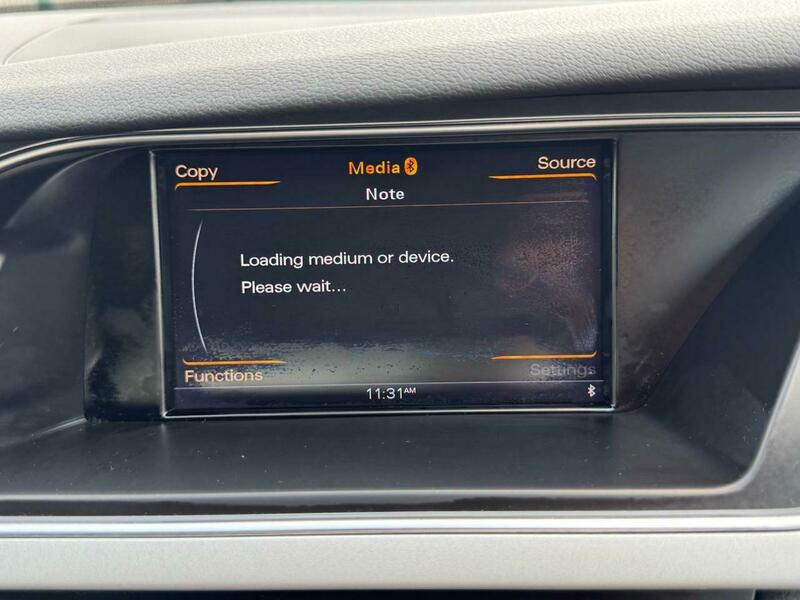 Copy
Media
Source
Note
Loading medium or device.
Please wait...
Functions
Settings
11:31AM